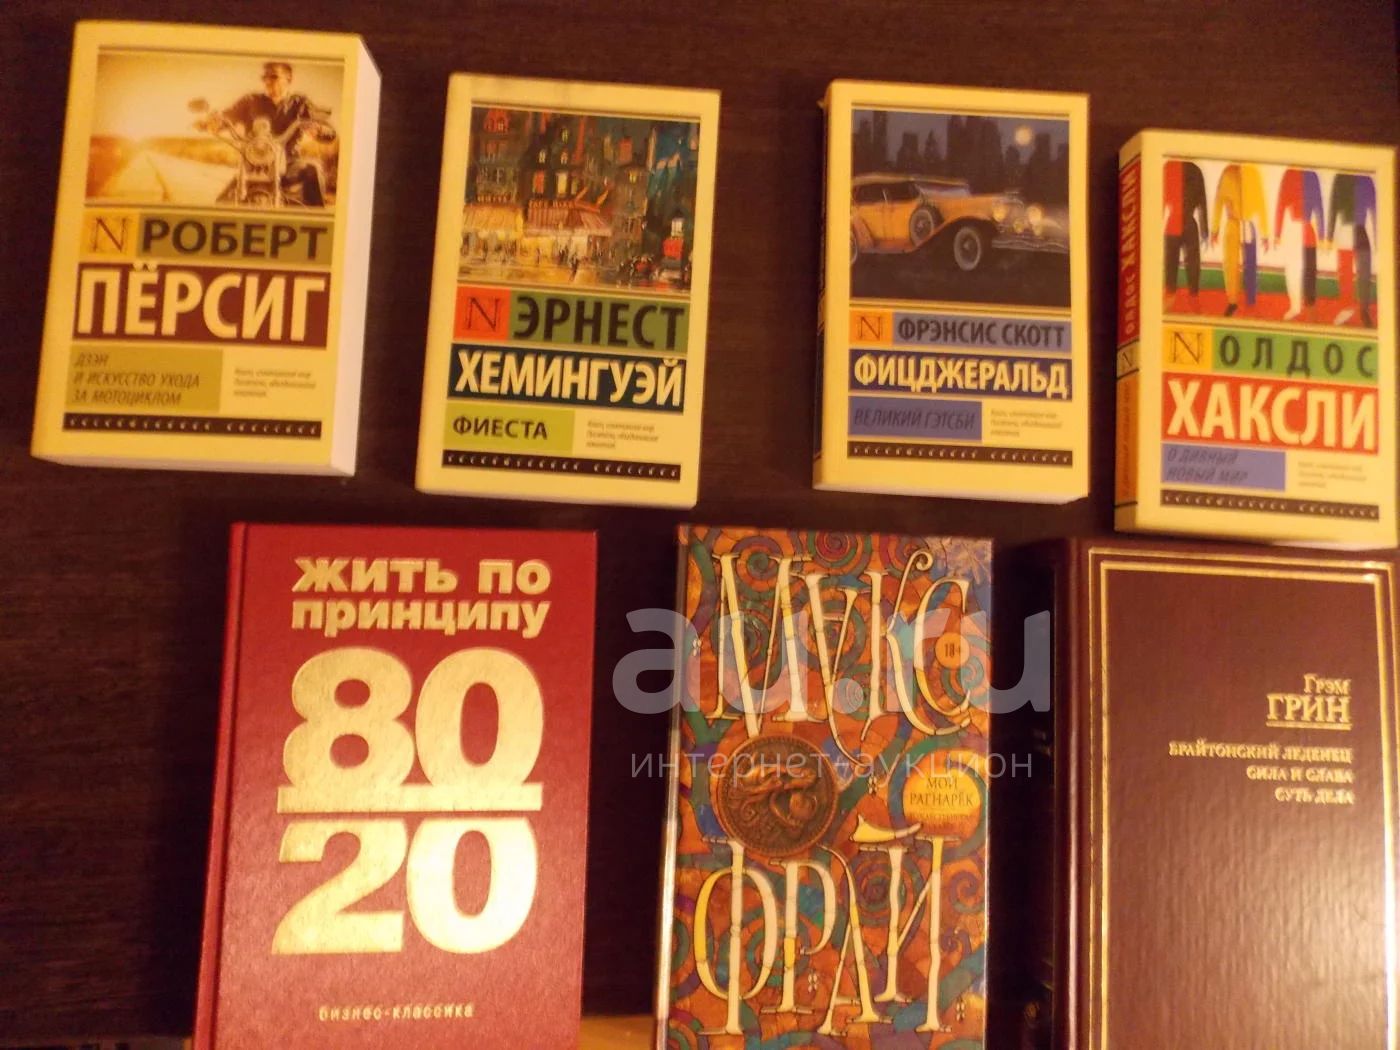 РОБЕРТ
ПЁРСИГ
ДЗЭН
И ИСКУССТВО УХОДА
ЗА МОТОЦИКЛОМ
N ЭРНЕСТ
ХЕМИНГУЭЙ
ФИЕСТА
N ФРЭНСИС СКОТТ
ФИЦДЖЕРАЛЬД
ВЕЛИКИЙ ГЭТСБИ
ОЛДОС ХАКСЛИ
N ОЛДОС
ХАКСЛИ
О ДИВНЫЙ
НОВЫЙ МИР
ЖИТЬ ПО
ПРИНЦИПУ
80
20
бизнес-классика
МАКС
18+
МОЙ
РАГНАРЁК
ФРАЙ
ГРЭМ
ГРИН
БРАЙТОНСКИЙ ЛЕДЕНЕЦ
СИЛА И СЛАВА
СУТЬ ДЕЛА
au.ru
интернет-аукцион